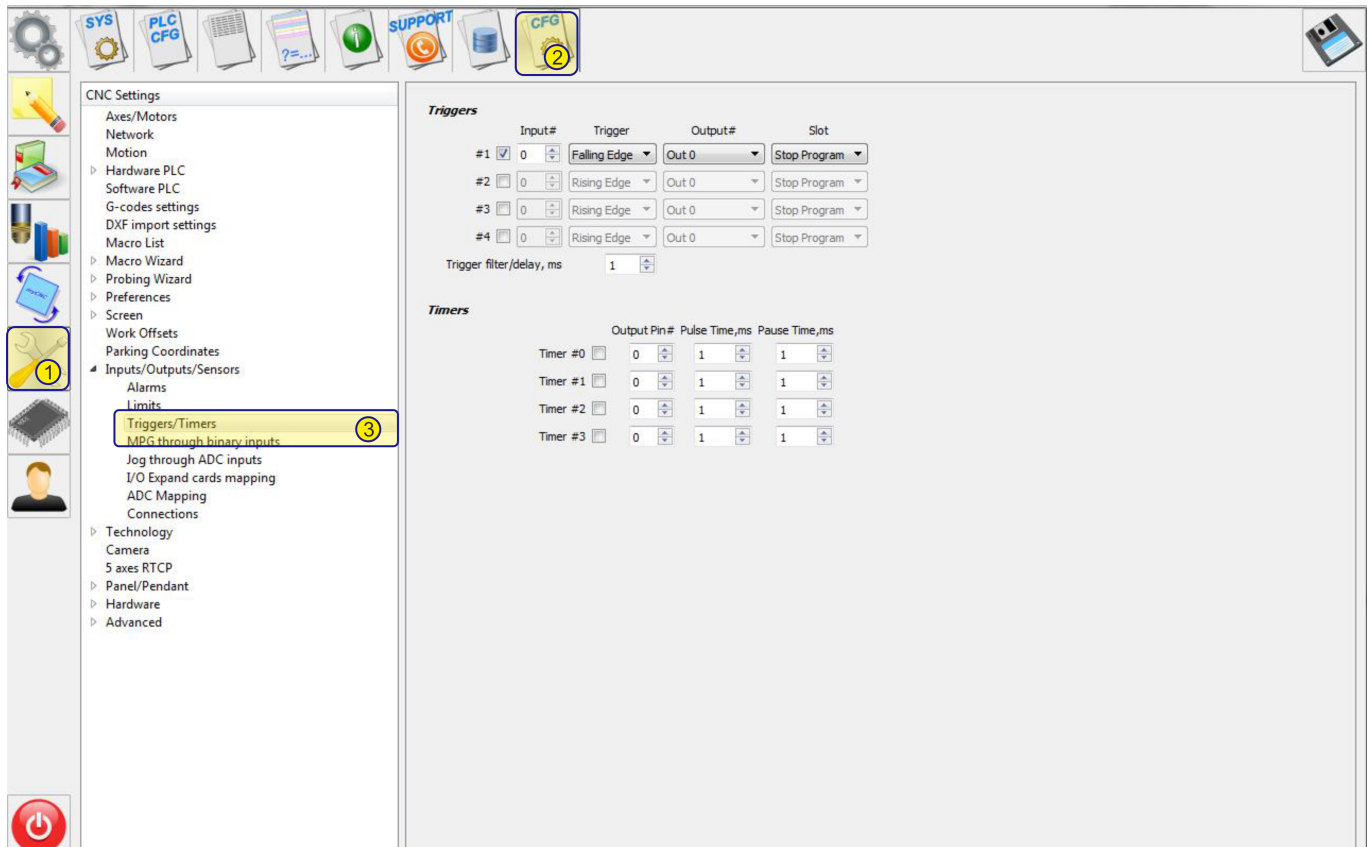 SYS
PLC
CFG
?=...
SUPPORT
CFG
2
CNC Settings
Axes/Motors
Network
Motion
Hardware PLC
Software PLC
G-codes settings
DXF import settings
Macro List
Macro Wizard
Probing Wizard
Preferences
Screen
Work Offsets
Parking Coordinates
1
Inputs/Outputs/Sensors
Alarms
Limits
Triggers/Timers
3
MPG through binary inputs
Jog through ADC inputs
I/O Expand cards mapping
ADC Mapping
Connections
Technology
Camera
5 axes RTCP
Panel/Pendant
Hardware
Advanced
Triggers
Input# Trigger Output# Slot
#1 0 Falling Edge Out 0 Stop Program
#2 0 Rising Edge Out 0 Stop Program
#3 0 Rising Edge Out 0 Stop Program
#4 0 Rising Edge Out 0 Stop Program
Trigger filter/delay, ms 1
Timers
Output Pin# Pulse Time,ms Pause Time,ms
Timer #0 0 1 1
Timer #1 0 1 1
Timer #2 0 1 1
Timer #3 0 1 1